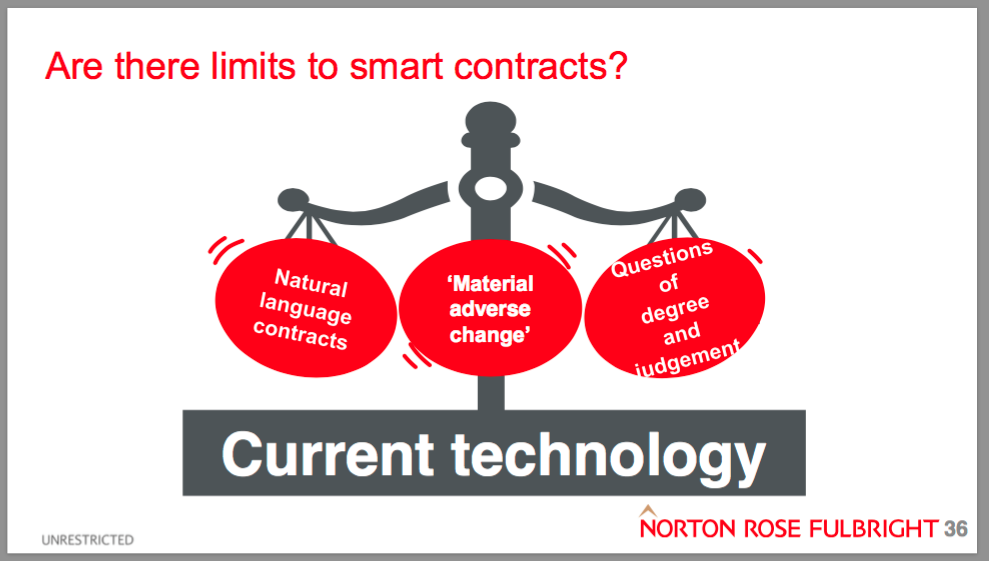 Are there limits to smart contracts?
Natural
language
contracts
‘Material
adverse
change’
Questions
of
degree
and
judgement
Current technology
UNRESTRICTED
NORTON ROSE FULBRIGHT 36